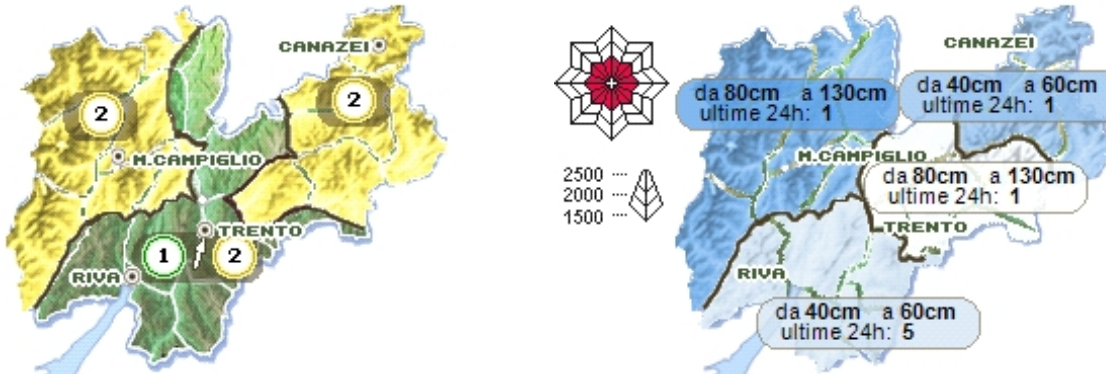 CANAZEI
2
2
M.CAMPIGLIO
TRENTO
1
2
RIVA
CANAZEI
da 80cm a 130cm
ultime 24h: 1
da 40cm a 60cm
ultime 24h: 1
M.CAMPIGLIO
2500
2000
1500
da 80cm a 130cm
ultime 24h: 1
TRENTO
RIVA
da 40cm a 60cm
ultime 24h: 5